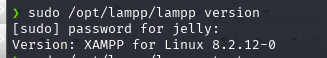 ❯ sudo /opt/lampp/lampp version
[sudo] password for jelly:
Version: XAMPP for Linux 8.2.12-0